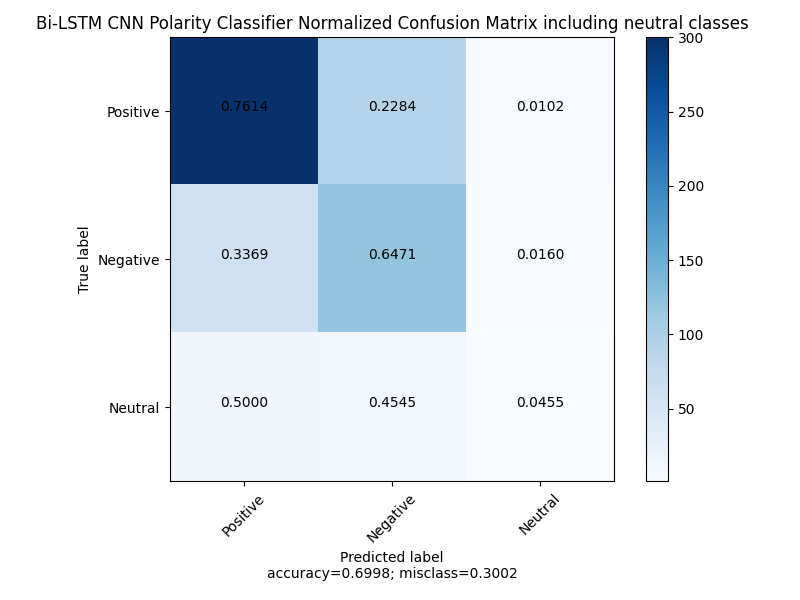 Bi-LSTM CNN Polarity Classifier Normalized Confusion Matrix including neutral classes
Positive 0.7614 0.2284 0.0102
Negative 0.3369 0.6471 0.0160
Neutral 0.5000 0.4545 0.0455
True label
Positive Negative Neutral
Predicted label
accuracy=0.6998; misclass=0.3002
300
250
200
150
100
50